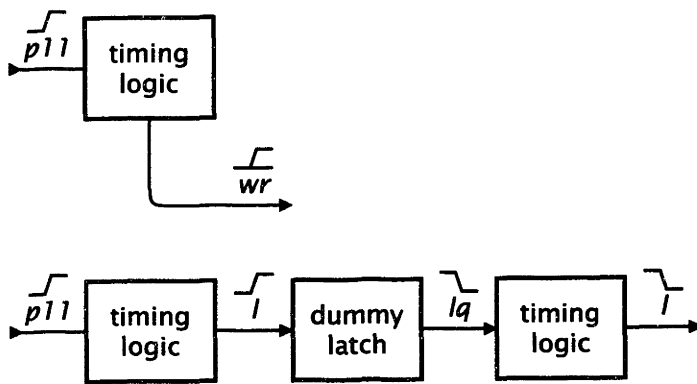 p11
timing
logic
wr
p11
timing
logic
l
dummy
latch
lq
timing
logic
l